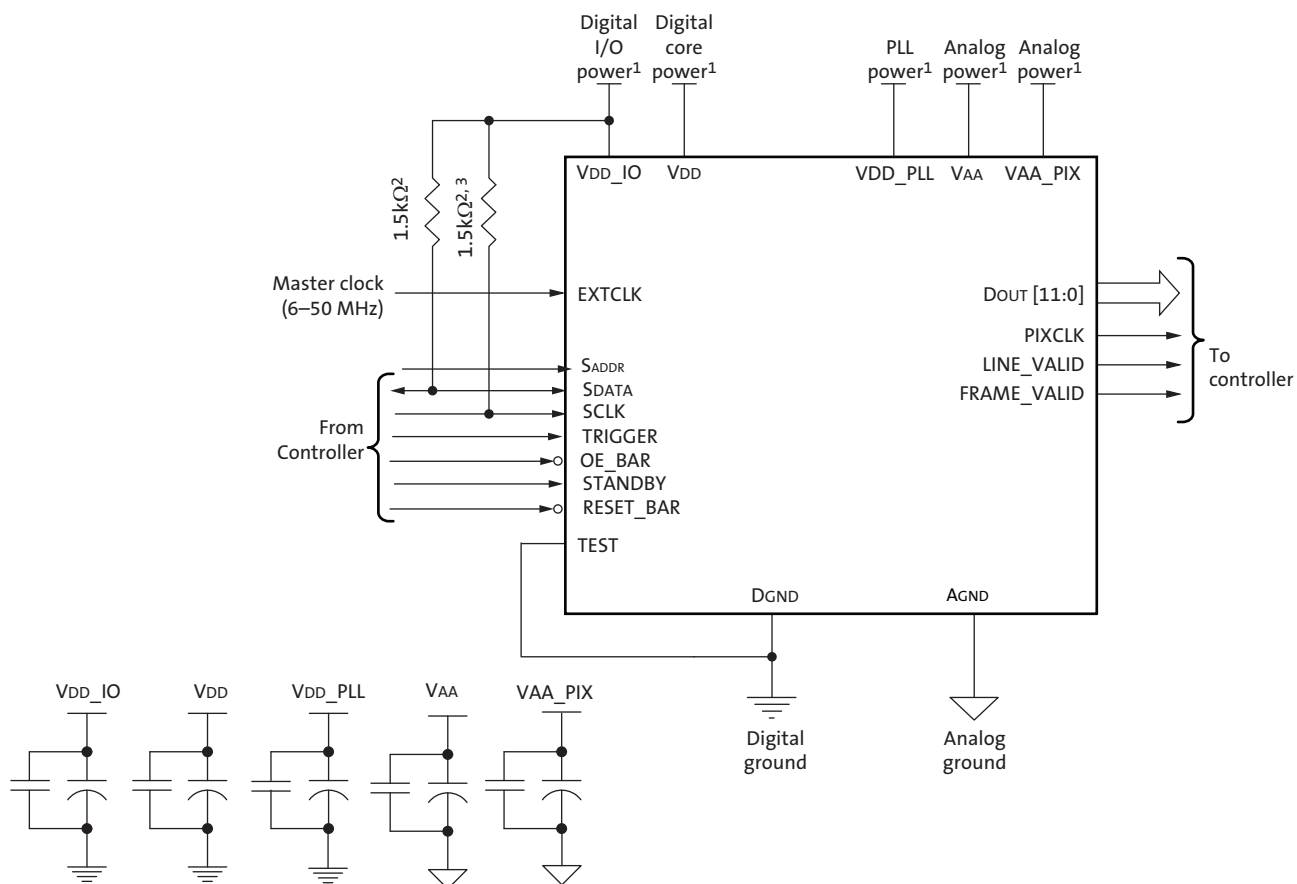 Digital
I/O
power1
Digital
core
power1
PLL
power1
Analog
power1
Analog
power1
VDD_IO
VDD
VDD_PLL
VAA
VAA_PIX
1.5kΩ2
1.5kΩ2, 3
Master clock
(6–50 MHz)
EXTCLK
SADDR
SDATA
SCLK
TRIGGER
OE_BAR
STANDBY
RESET_BAR
TEST
From
Controller
DOUT [11:0]
PIXCLK
LINE_VALID
FRAME_VALID
To
controller
DGND
AGND
Digital
ground
Analog
ground
VDD_IO
VDD
VDD_PLL
VAA
VAA_PIX